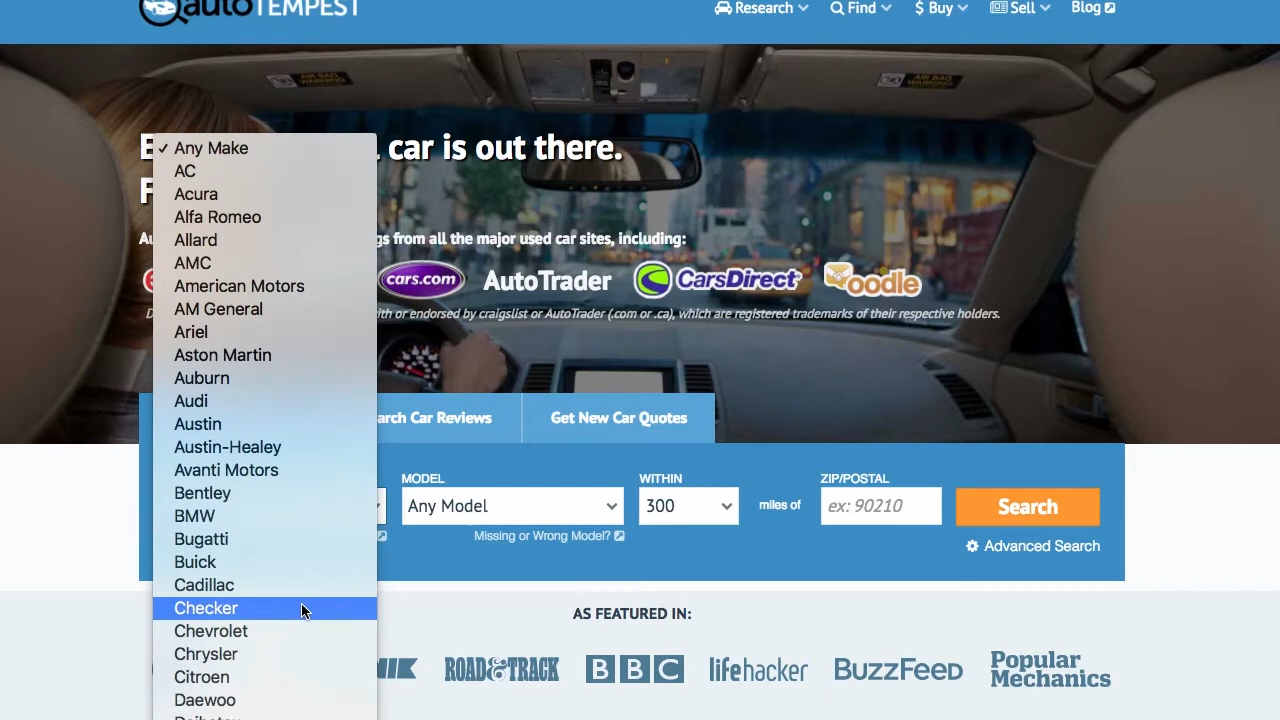 autoTEMPEST
Research Find $ Buy Sell Blog
AIR BAG WARNING
car is out there.
gs from all the major used car sites, including:
cars.com AutoTrader CarsDirect oodle
ith or endorsed by craigslist or AutoTrader (.com or .ca), which are registered trademarks of their respective holders.
✓ Any Make
AC
Acura
Alfa Romeo
Allard
AMC
American Motors
AM General
Ariel
Aston Martin
Auburn
Audi
Austin
Austin-Healey
Avanti Motors
Bentley
BMW
Bugatti
Buick
Cadillac
Checker
Chevrolet
Chrysler
Citroen
Daewoo
arch Car Reviews Get New Car Quotes
MODEL WITHIN ZIP/POSTAL
Any Model 300 miles of ex: 90210 Search
Missing or Wrong Model? Advanced Search
AS FEATURED IN:
NIK ROAD&TRACK BBC lifehacker BuzzFeed Popular Mechanics